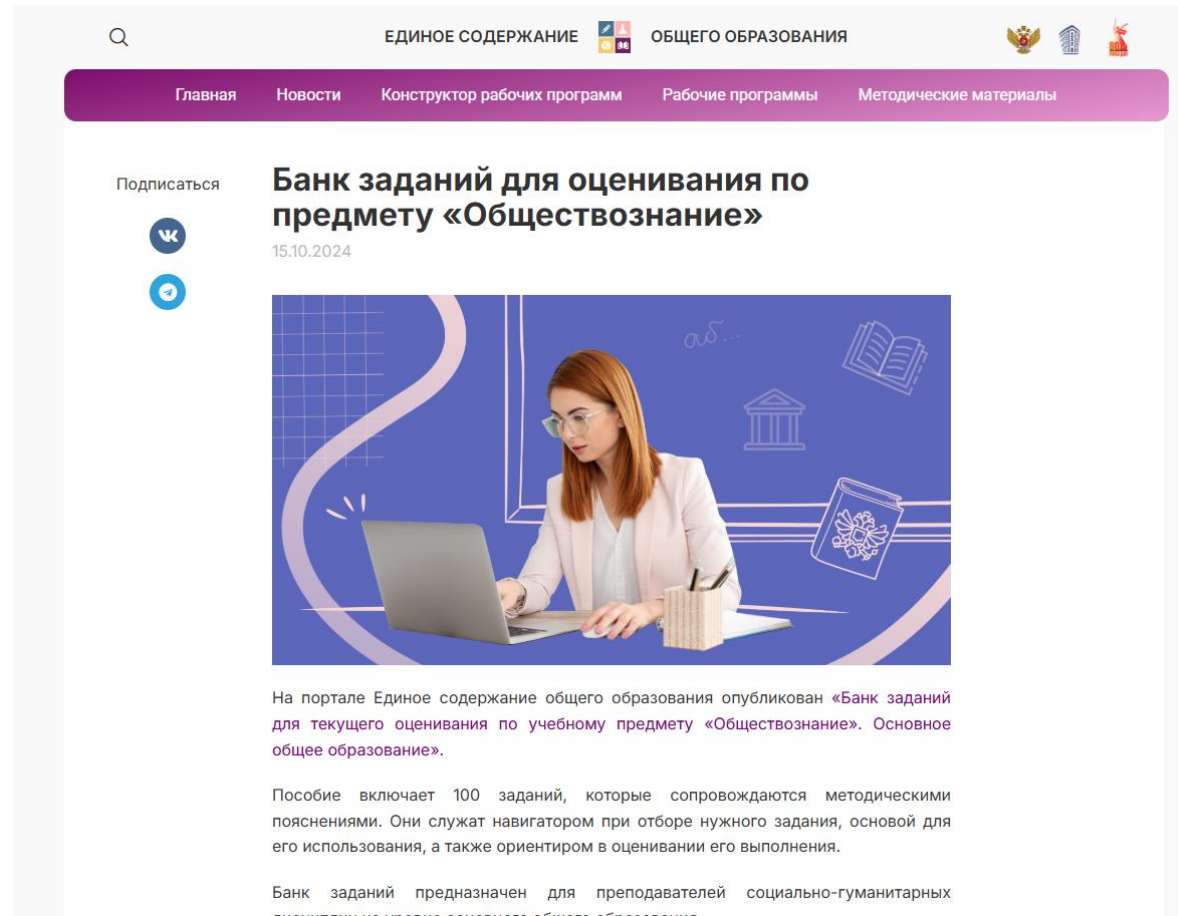 ЕДИНОЕ СОДЕРЖАНИЕ ОБЩЕГО ОБРАЗОВАНИЯ
Главная Новости Конструктор рабочих программ Рабочие программы Методические материалы
Подписаться
Банк заданий для оценивания по
предмету «Обществознание»
15.10.2024
аб...
На портале Единое содержание общего образования опубликован «Банк заданий
для текущего оценивания по учебному предмету «Обществознание». Основное
общее образование».
Пособие включает 100 заданий, которые сопровождаются методическими
пояснениями. Они служат навигатором при отборе нужного задания, основой для
его использования, а также ориентиром в оценивании его выполнения.
Банк заданий предназначен для преподавателей социально-гуманитарных